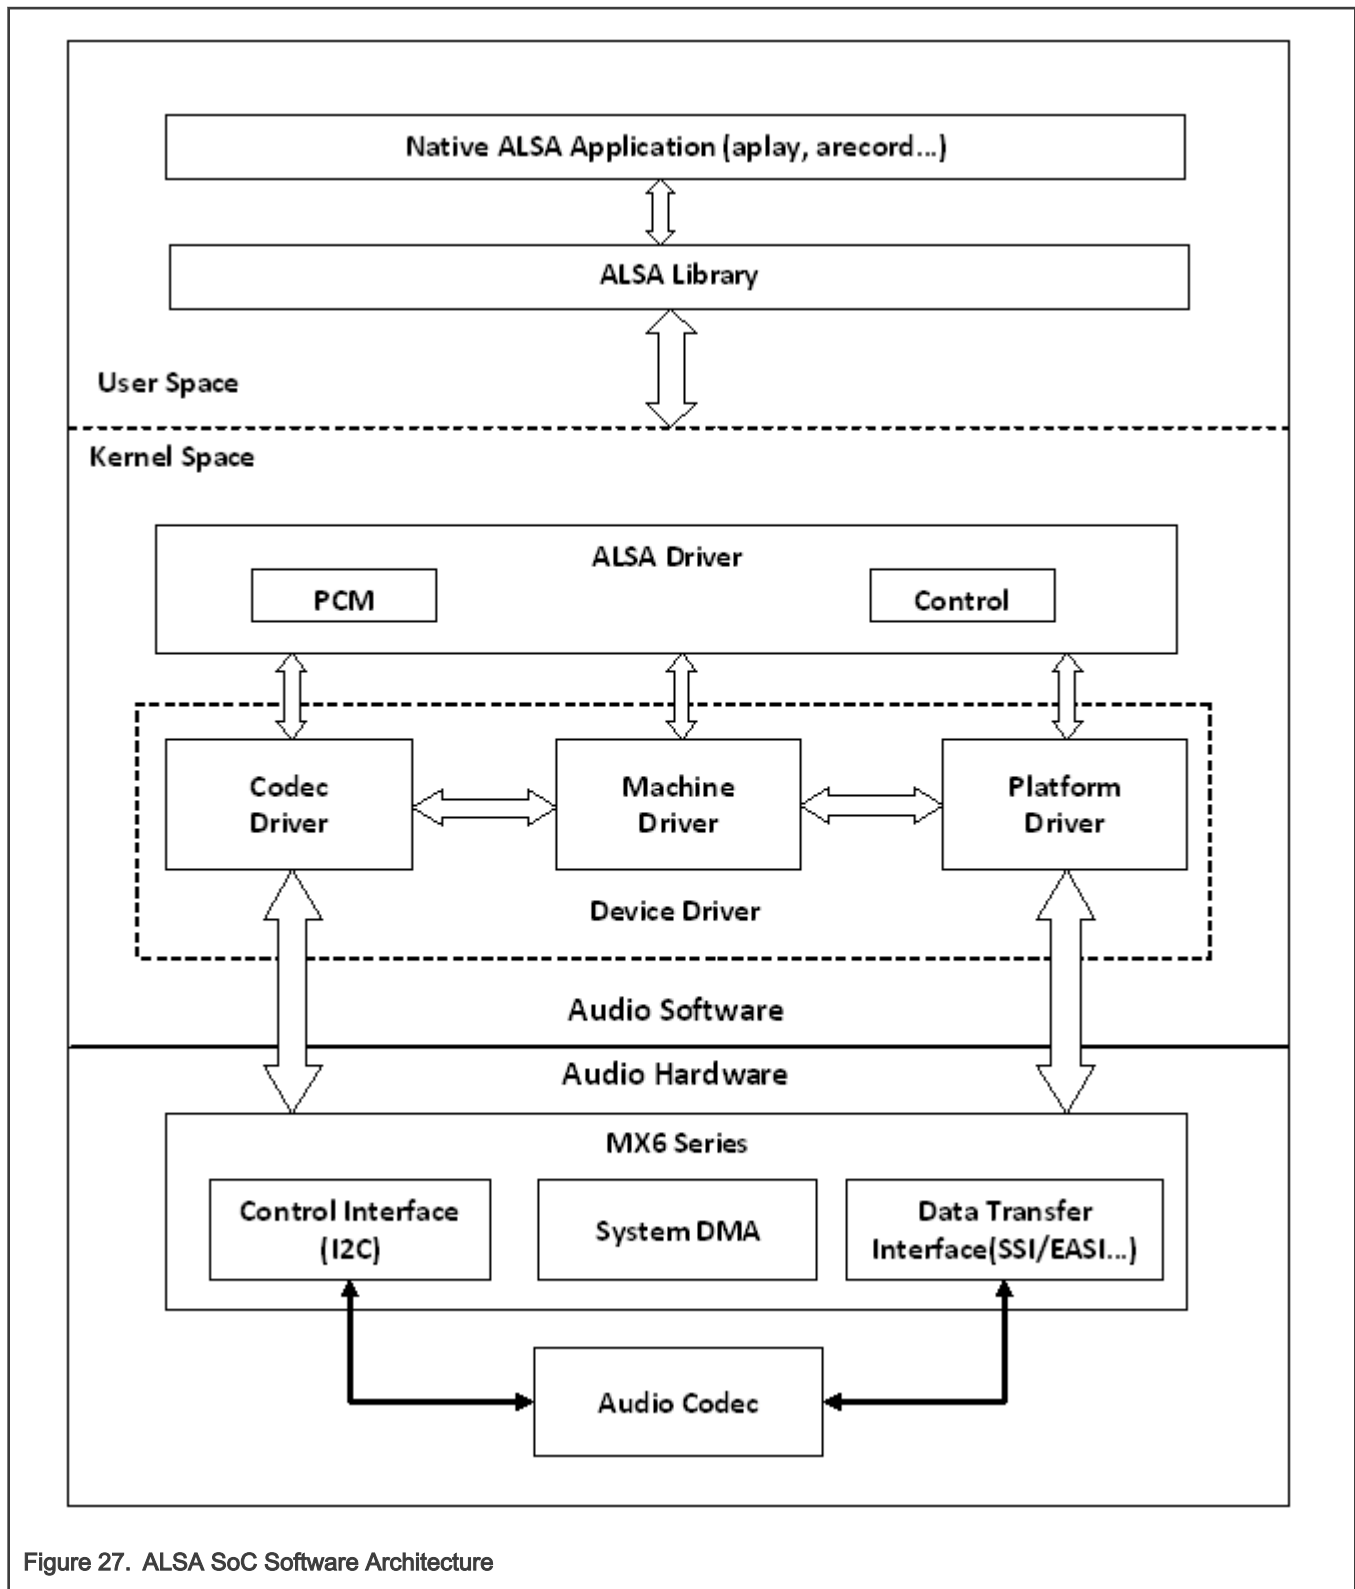 Native ALSA Application (aplay, arecord...)
ALSA Library
User Space
Kernel Space
ALSA Driver
PCM
Control
Codec
Driver
Machine
Driver
Platform
Driver
Device Driver
Audio Software
Audio Hardware
MX6 Series
Control Interface
(I2C)
System DMA
Data Transfer
Interface(SSI/EASI...)
Audio Codec
Figure 27. ALSA SoC Software Architecture